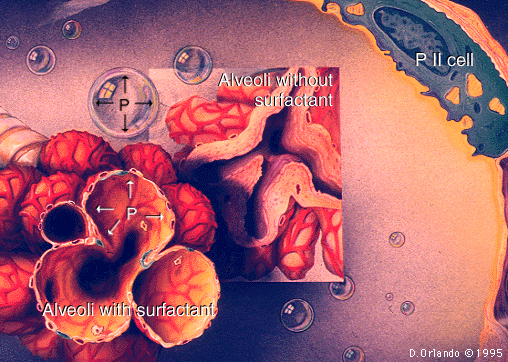 P II cell
Alveoli without
surfactant
P
P
Alveoli with surfactant
D.Orlando ©1995